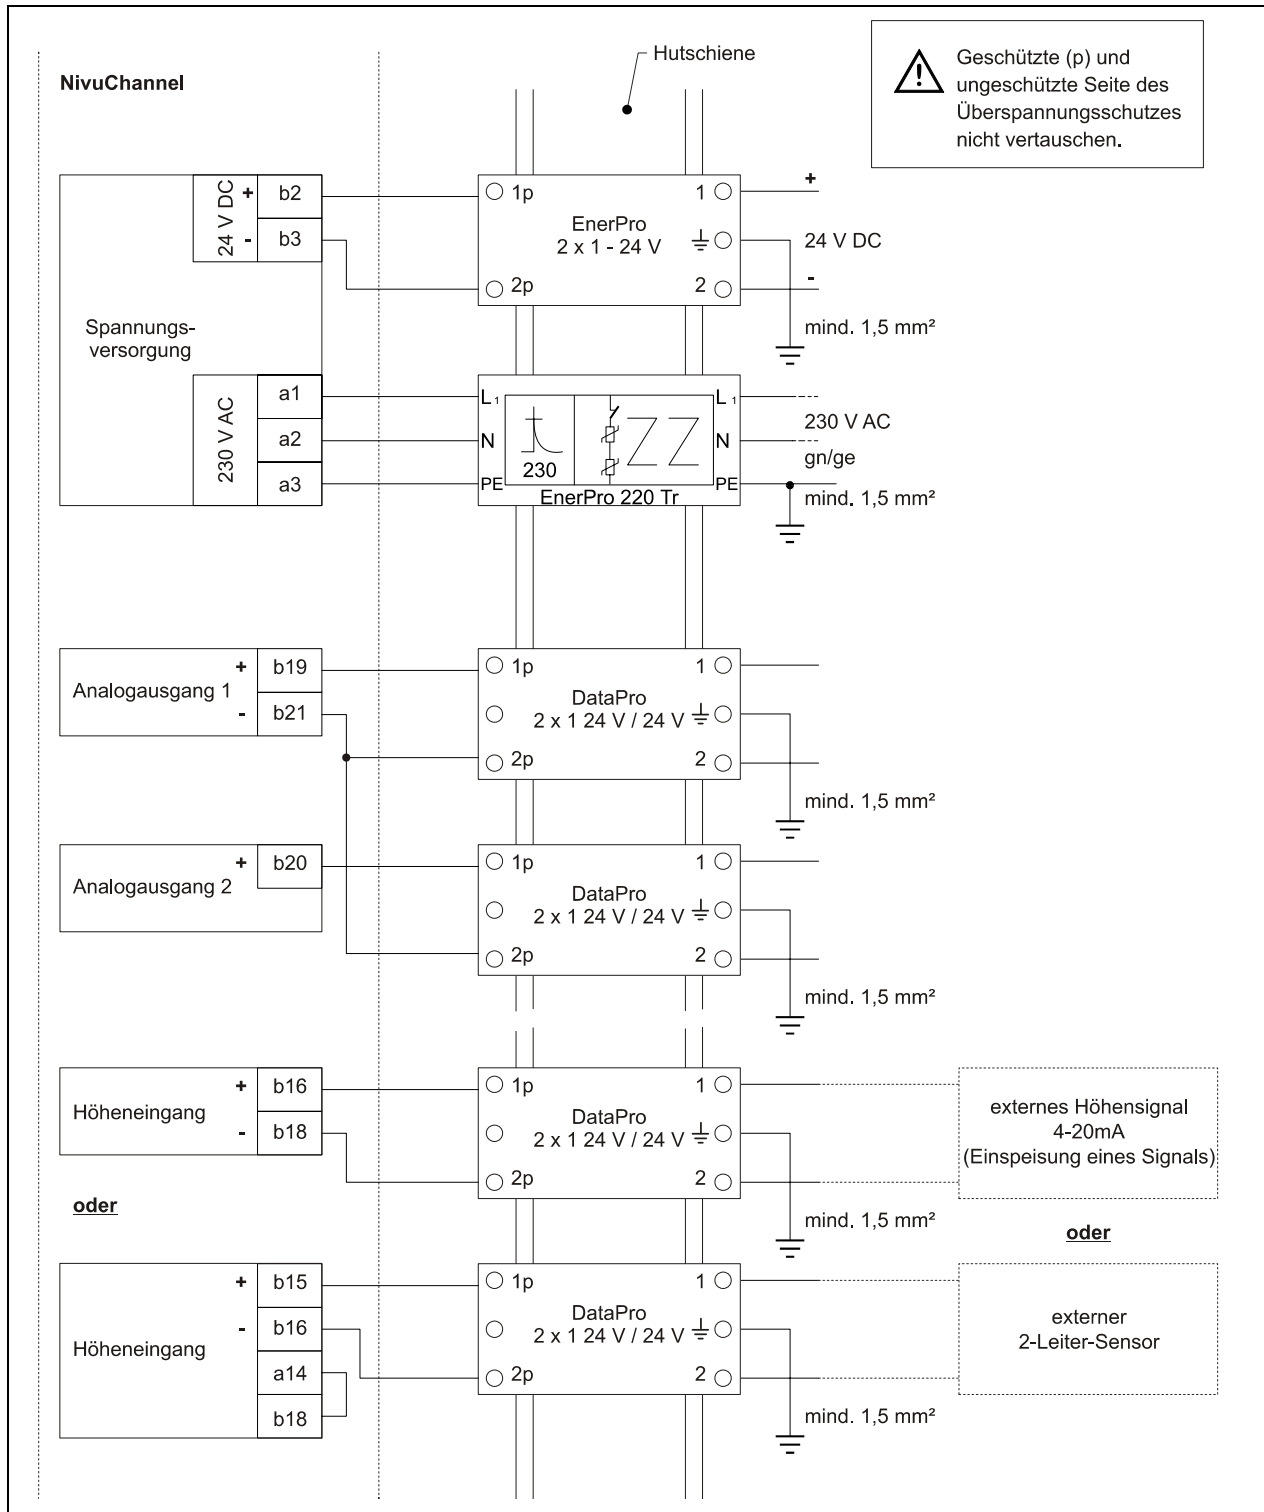 Hutschiene
NivuChannel
Geschützte (p) und
ungeschützte Seite des
Überspannungsschutzes
nicht vertauschen.
Spannungs-
versorgung
24 V DC
+
b2
-
b3
1p
1
EnerPro
2 x 1 - 24 V
2p
2
+
24 V DC
-
mind. 1,5 mm²
230 V AC
a1
a2
a3
L1
N
PE
230
L1
N
PE
EnerPro 220 Tr
230 V AC
gn/ge
mind. 1,5 mm²
Analogausgang 1
+
b19
-
b21
1p
1
DataPro
2 x 1 24 V / 24 V
2p
2
mind. 1,5 mm²
Analogausgang 2
+
b20
1p
1
DataPro
2 x 1 24 V / 24 V
2p
2
mind. 1,5 mm²
Höheneingang
+
b16
-
b18
1p
1
DataPro
2 x 1 24 V / 24 V
2p
2
mind. 1,5 mm²
externes Höhensignal
4-20mA
(Einspeisung eines Signals)
oder
oder
Höheneingang
+
b15
-
b16
a14
b18
1p
1
DataPro
2 x 1 24 V / 24 V
2p
2
mind. 1,5 mm²
externer
2-Leiter-Sensor